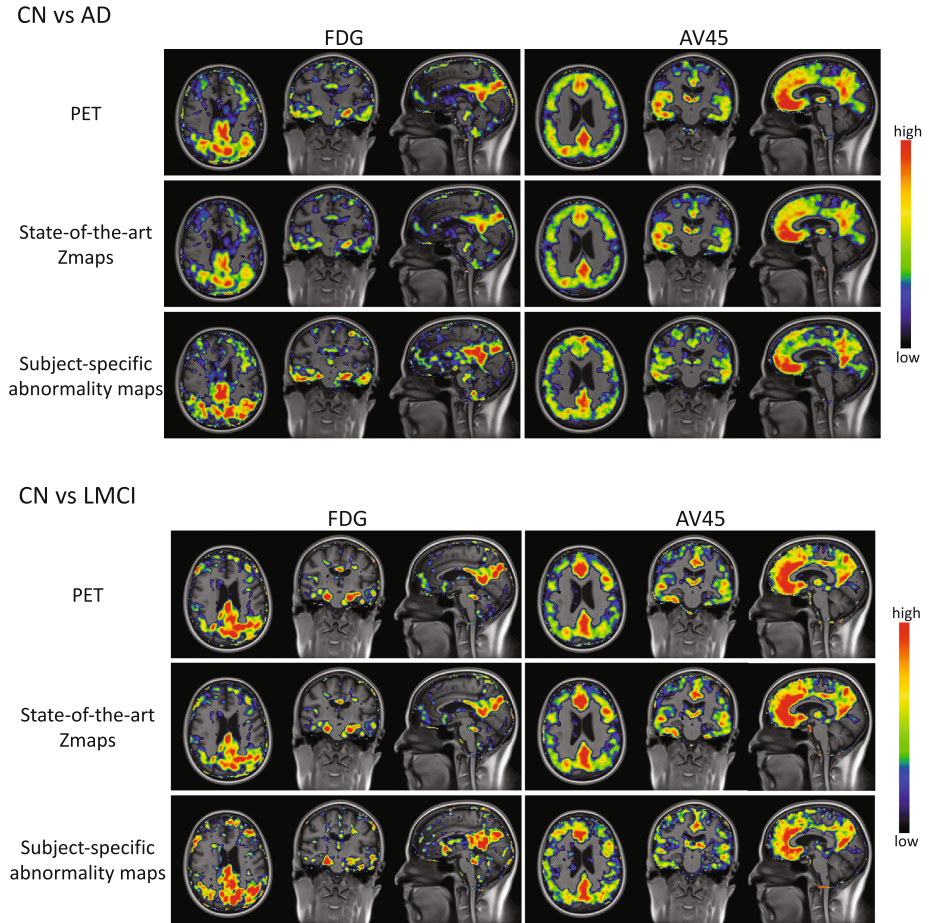 CN vs AD
FDG
AV45
PET
high
State-of-the-art
Zmaps
Subject-specific
abnormality maps
low
CN vs LMCI
FDG
AV45
PET
high
State-of-the-art
Zmaps
Subject-specific
abnormality maps
low